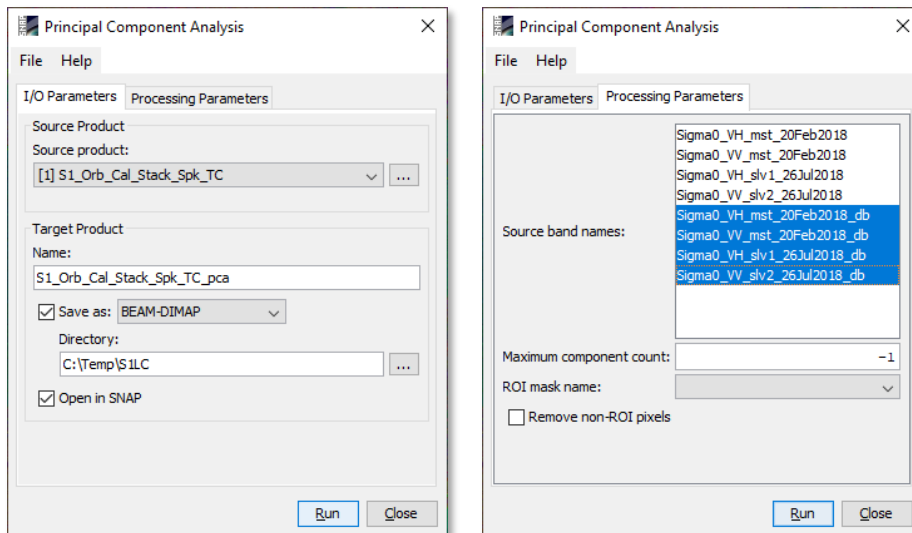 Principal Component Analysis
File Help
I/O Parameters Processing Parameters
Source Product
Source product:
[1] S1_Orb_Cal_Stack_Spk_TC
...
Target Product
Name:
S1_Orb_Cal_Stack_Spk_TC_pca
Save as: BEAM-DIMAP
Directory:
C:\Temp\S1LC
...
Open in SNAP
Run Close
Principal Component Analysis
File Help
I/O Parameters Processing Parameters
Source band names:
Sigma0_VH_mst_20Feb2018
Sigma0_VV_mst_20Feb2018
Sigma0_VH_slv1_26Jul2018
Sigma0_VV_slv2_26Jul2018
Sigma0_VH_mst_20Feb2018_db
Sigma0_VV_mst_20Feb2018_db
Sigma0_VH_slv1_26Jul2018_db
Sigma0_VV_slv2_26Jul2018_db
Maximum component count: -1
ROI mask name:
Remove non-ROI pixels
Run Close